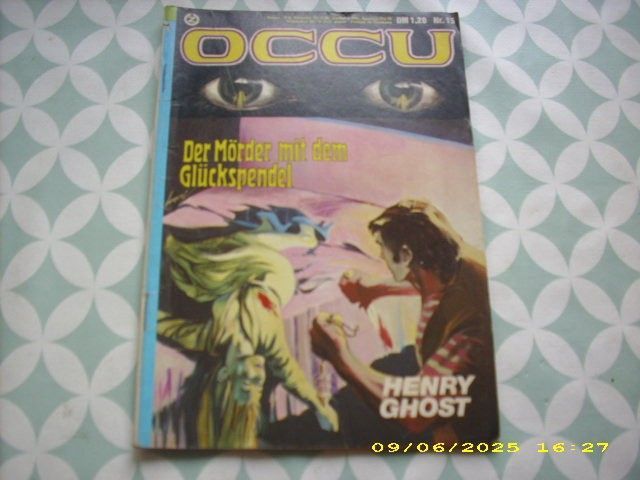 DM 1,20 Nr. 15
OCCU
Der Mörder mit dem
Glückspendel
HENRY
GHOST
09/06/2025 16:27